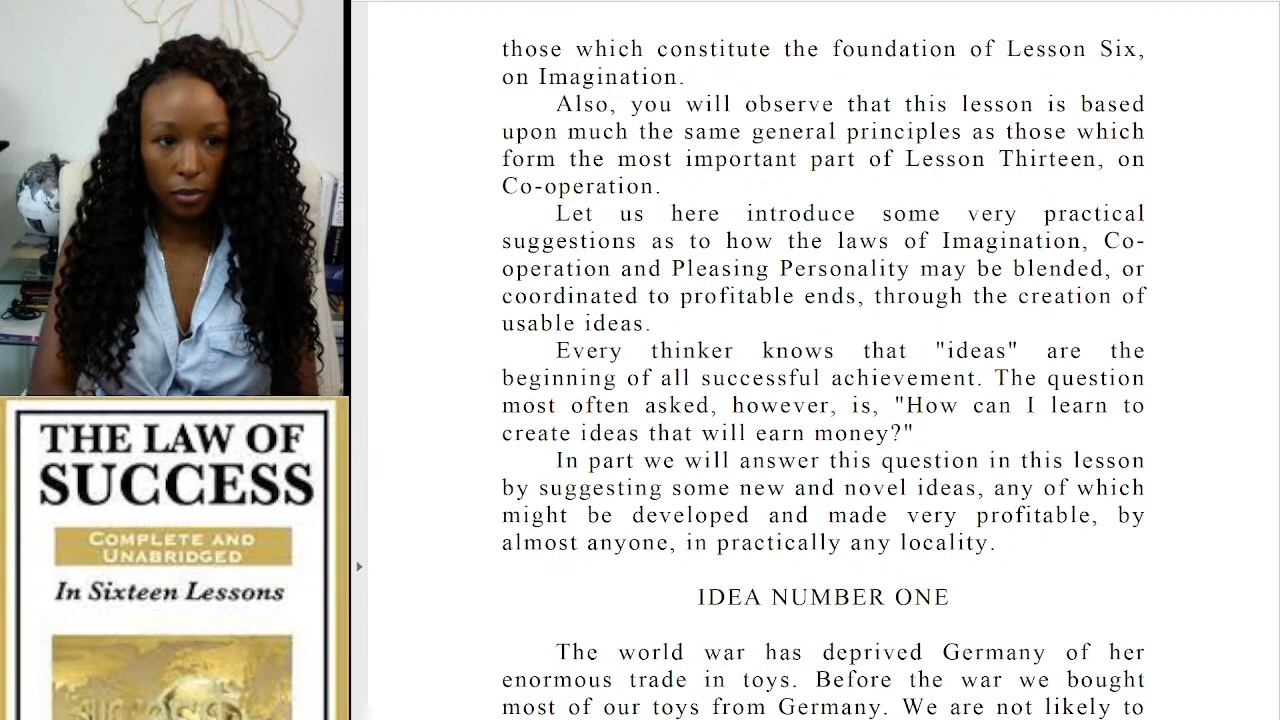 those which constitute the foundation of Lesson Six,
on Imagination.
Also, you will observe that this lesson is based
upon much the same general principles as those which
form the most important part of Lesson Thirteen, on
Co-operation.
Let us here introduce some very practical
suggestions as to how the laws of Imagination, Co-
operation and Pleasing Personality may be blended, or
coordinated to profitable ends, through the creation of
usable ideas.
Every thinker knows that "ideas" are the
beginning of all successful achievement. The question
most often asked, however, is, "How can I learn to
create ideas that will earn money?"
In part we will answer this question in this lesson
by suggesting some new and novel ideas, any of which
might be developed and made very profitable, by
almost anyone, in practically any locality.
IDEA NUMBER ONE
The world war has deprived Germany of her
enormous trade in toys. Before the war we bought
most of our toys from Germany. We are not likely to
THE LAW OF
SUCCESS
COMPLETE AND
UNABRIDGED
In Sixteen Lessons